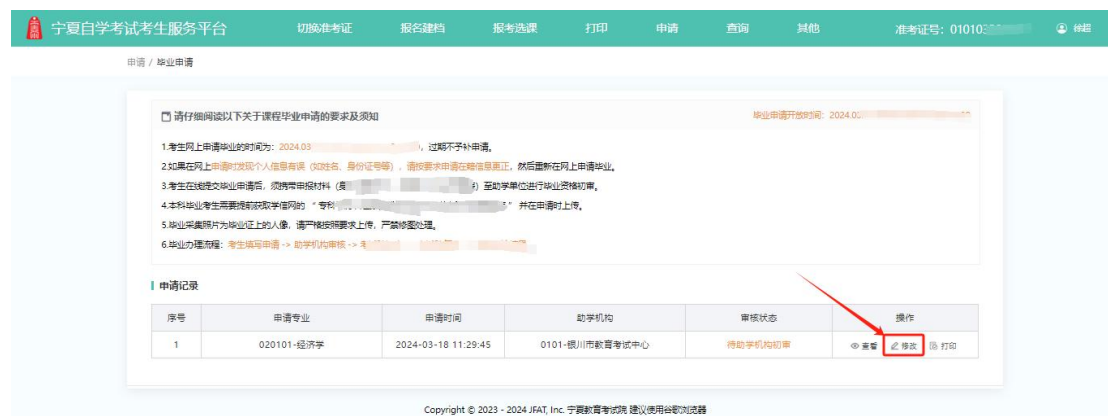 宁夏自学考试考生服务平台 切换准考证 报名建档 报考选课 打印 申请 查询 其他 准考证号：01010 徐超
申请 / 毕业申请
请仔细阅读以下关于课程毕业申请的要求及须知 毕业申请开放时间：2024.0
1.考生网上申请毕业的时间为：2024.03 ，过期不予补申请。
2.如果在网上申请时发现个人信息有误（如姓名、身份证号等），请按要求申请在籍信息更正，然后重新在网上申请毕业。
3.考生在线提交毕业申请后，须携带申报材料（ ）至助学单位进行毕业资格初审。
4.本科毕业考生需要提前获取学信网的 “ 专科 ” 并在申请时上传。
5.毕业采集照片为毕业证上的人像，请严格按照要求上传，严禁修图处理。
6.毕业办理流程：考生填写申请 -> 助学机构审核 ->
申请记录
序号 申请专业 申请时间 助学机构 审核状态 操作
1 020101-经济学 2024-03-18 11:29:45 0101-银川市教育考试中心 待助学机构初审 查看 修改 打印
Copyright © 2023 - 2024 JFAT, Inc. 宁夏教育考试院 建议使用谷歌浏览器